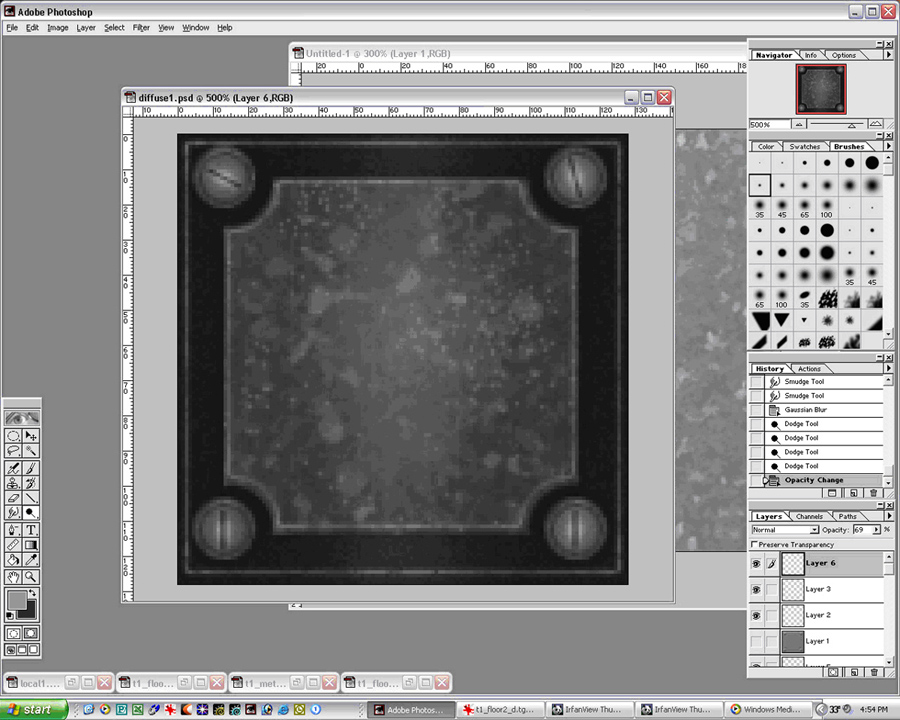 Adobe Photoshop
File Edit Image Layer Select Filter View Window Help
Untitled-1 @ 300% (Layer 1,RGB)
diffuse1.psd @ 500% (Layer 6,RGB)
Navigator Info Options
500%
Color Swatches Brushes
35 45 65 100
35 45
65 100 35
History Actions
Smudge Tool
Smudge Tool
Gaussian Blur
Dodge Tool
Dodge Tool
Dodge Tool
Dodge Tool
Opacity Change
Layers Channels Paths
Normal Opacity: 69 %
Preserve Transparency
Layer 6
Layer 3
Layer 2
Layer 1
local1.... t1_floo... t1_met... t1_floo...
start Adobe Photos... t1_floor2_d.tg... IrfanView Thu... IrfanView Thu... Windows Medi... 33° 4:54 PM